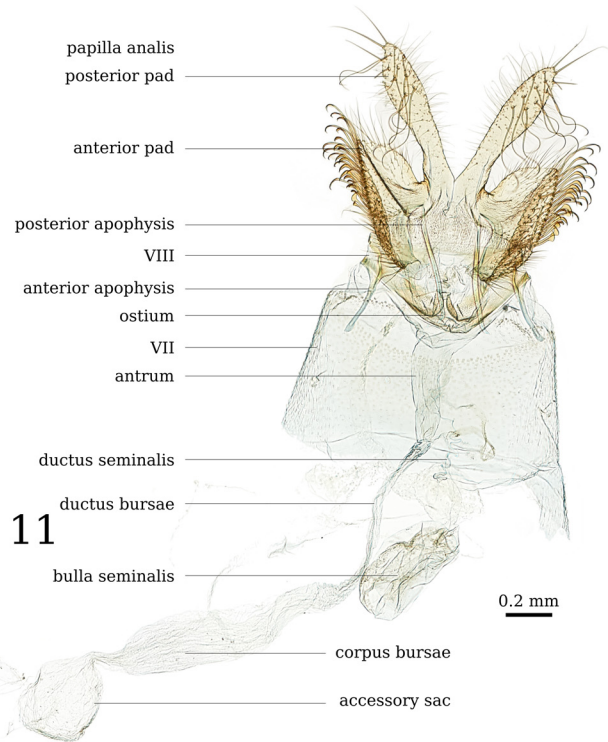 papilla analis
posterior pad
anterior pad
posterior apophysis
VIII
anterior apophysis
ostium
VII
antrum
ductus seminalis
ductus bursae
11
bulla seminalis
0.2 mm
corpus bursae
accessory sac